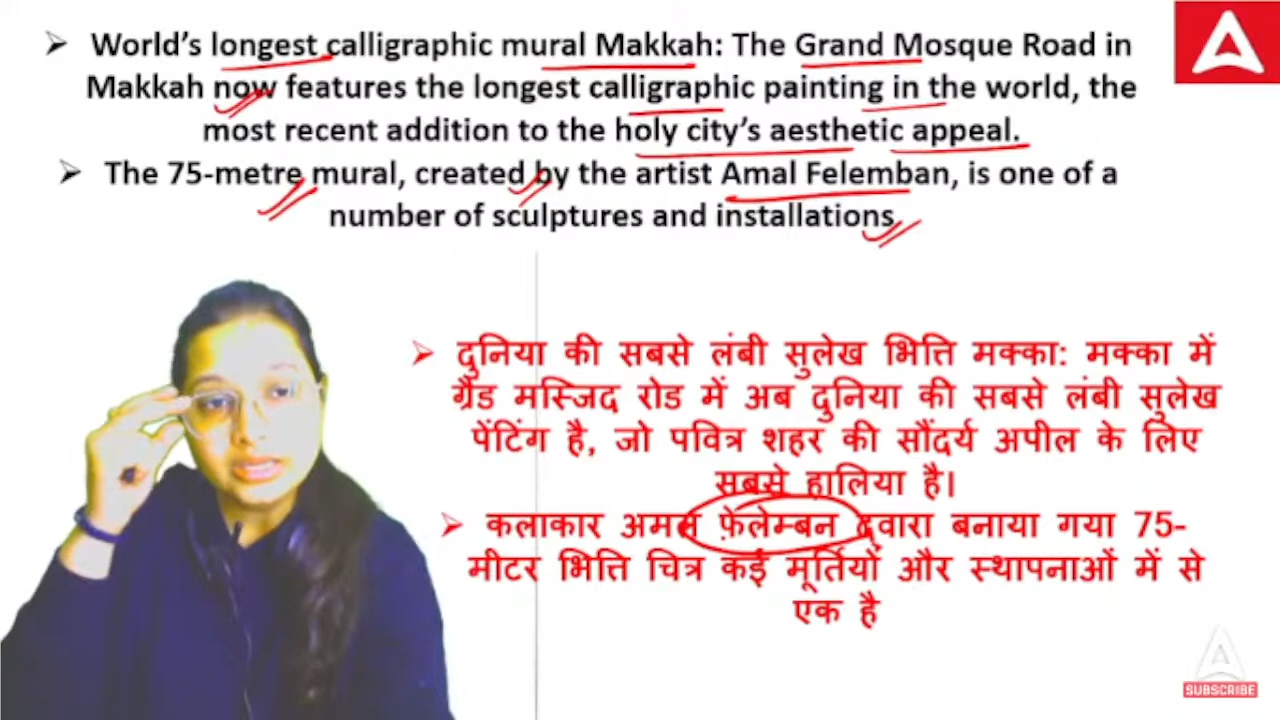 ➤ World's longest calligraphic mural Makkah: The Grand Mosque Road in
Makkah now features the longest calligraphic painting in the world, the
most recent addition to the holy city's aesthetic appeal.
➤ The 75-metre mural, created by the artist Amal Felemban, is one of a
number of sculptures and installations
➤ दुनिया की सबसे लंबी सुलेख भित्ति मक्का: मक्का में
ग्रैंड मस्जिद रोड में अब दुनिया की सबसे लंबी सुलेख
पेंटिंग है, जो पवित्र शहर की सौंदर्य अपील के लिए
सबसे हालिया है।
➤ कलाकार अमल फ़ेलेम्बन द्वारा बनाया गया 75-
मीटर भित्ति चित्र कई मूर्तियों और स्थापनाओं में से
एक है
SUBSCRIBE